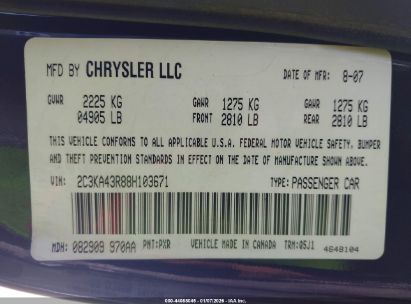 MFD BY CHRYSLER LLC DATE OF MFR: 8-07
GVWR 2225 KG GAWR 1275 KG GAWR 1275 KG
04905 LB FRONT 2810 LB REAR 2810 LB
THIS VEHICLE CONFORMS TO ALL APPLICABLE U.S.A. FEDERAL MOTOR VEHICLE SAFETY, BUMPER
AND THEFT PREVENTION STANDARDS IN EFFECT ON THE DATE OF MANUFACTURE SHOWN ABOVE.
VIN: 2C3KA43R88H103671 TYPE: PASSENGER CAR
MDH: 082909 970AA PNT: PXR VEHICLE MADE IN CANADA TRM: 05J1
4648104